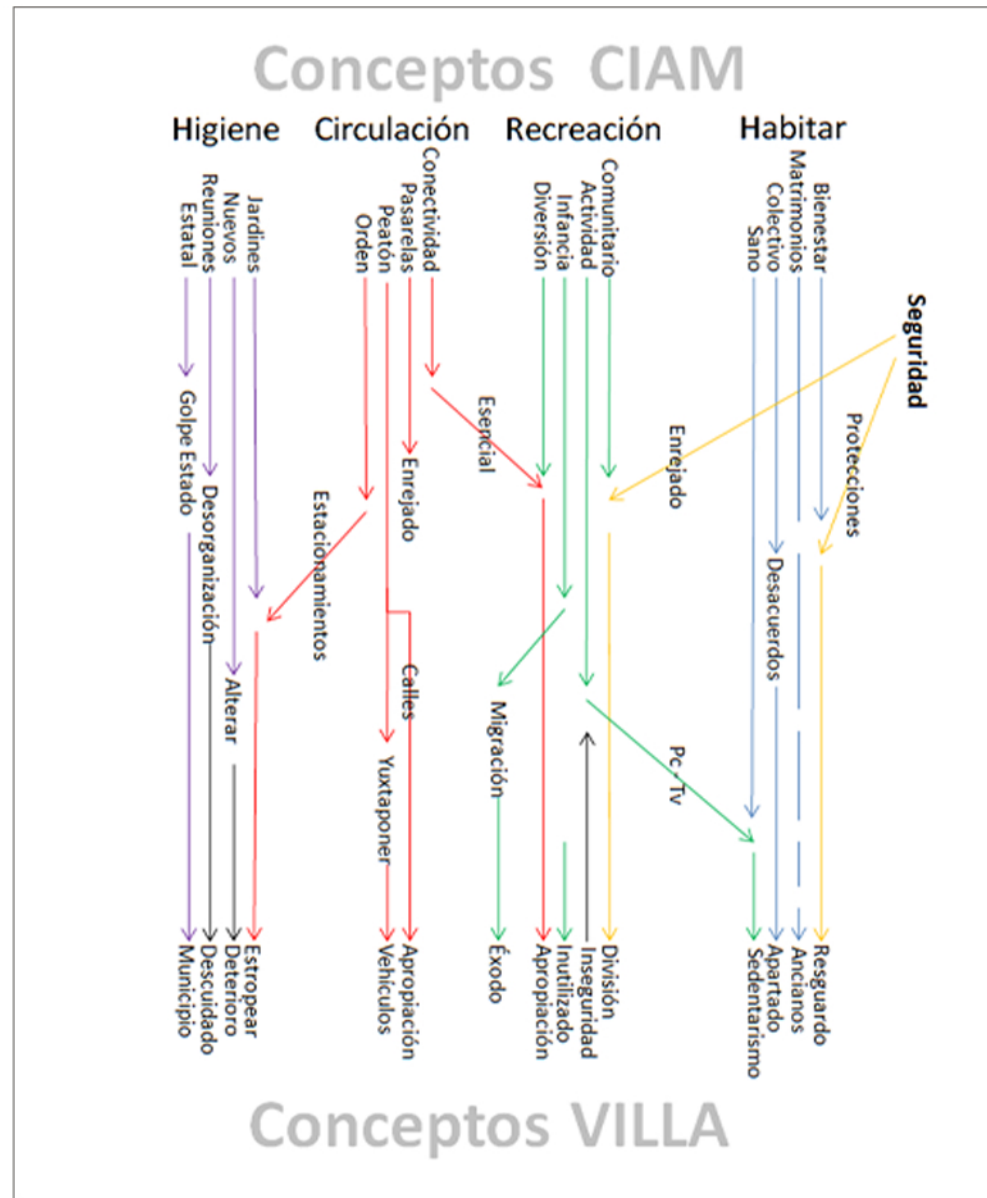 Conceptos CIAM
Higiene
Circulación
Recreación
Habitar
Estatal
Reuniones
Nuevos
Jardines
Orden
Peatón
Pasarelas
Conectividad
Diversión
Infancia
Actividad
Comunitario
Sano
Colectivo
Matrimonios
Bienestar
Seguridad
Golpe Estado
Desorganización
Alterar
Estacionamientos
Enrejado
Calles
Yuxtaponer
Esencial
Migración
Enrejado
Pc - Tv
Desacuerdos
Protecciones
Municipio
Descuidado
Deterioro
Estropear
Vehículos
Apropiación
Éxodo
Apropiación
Inutilizado
Inseguridad
División
Sedentarismo
Apartado
Ancianos
Resguardo
Conceptos VILLA